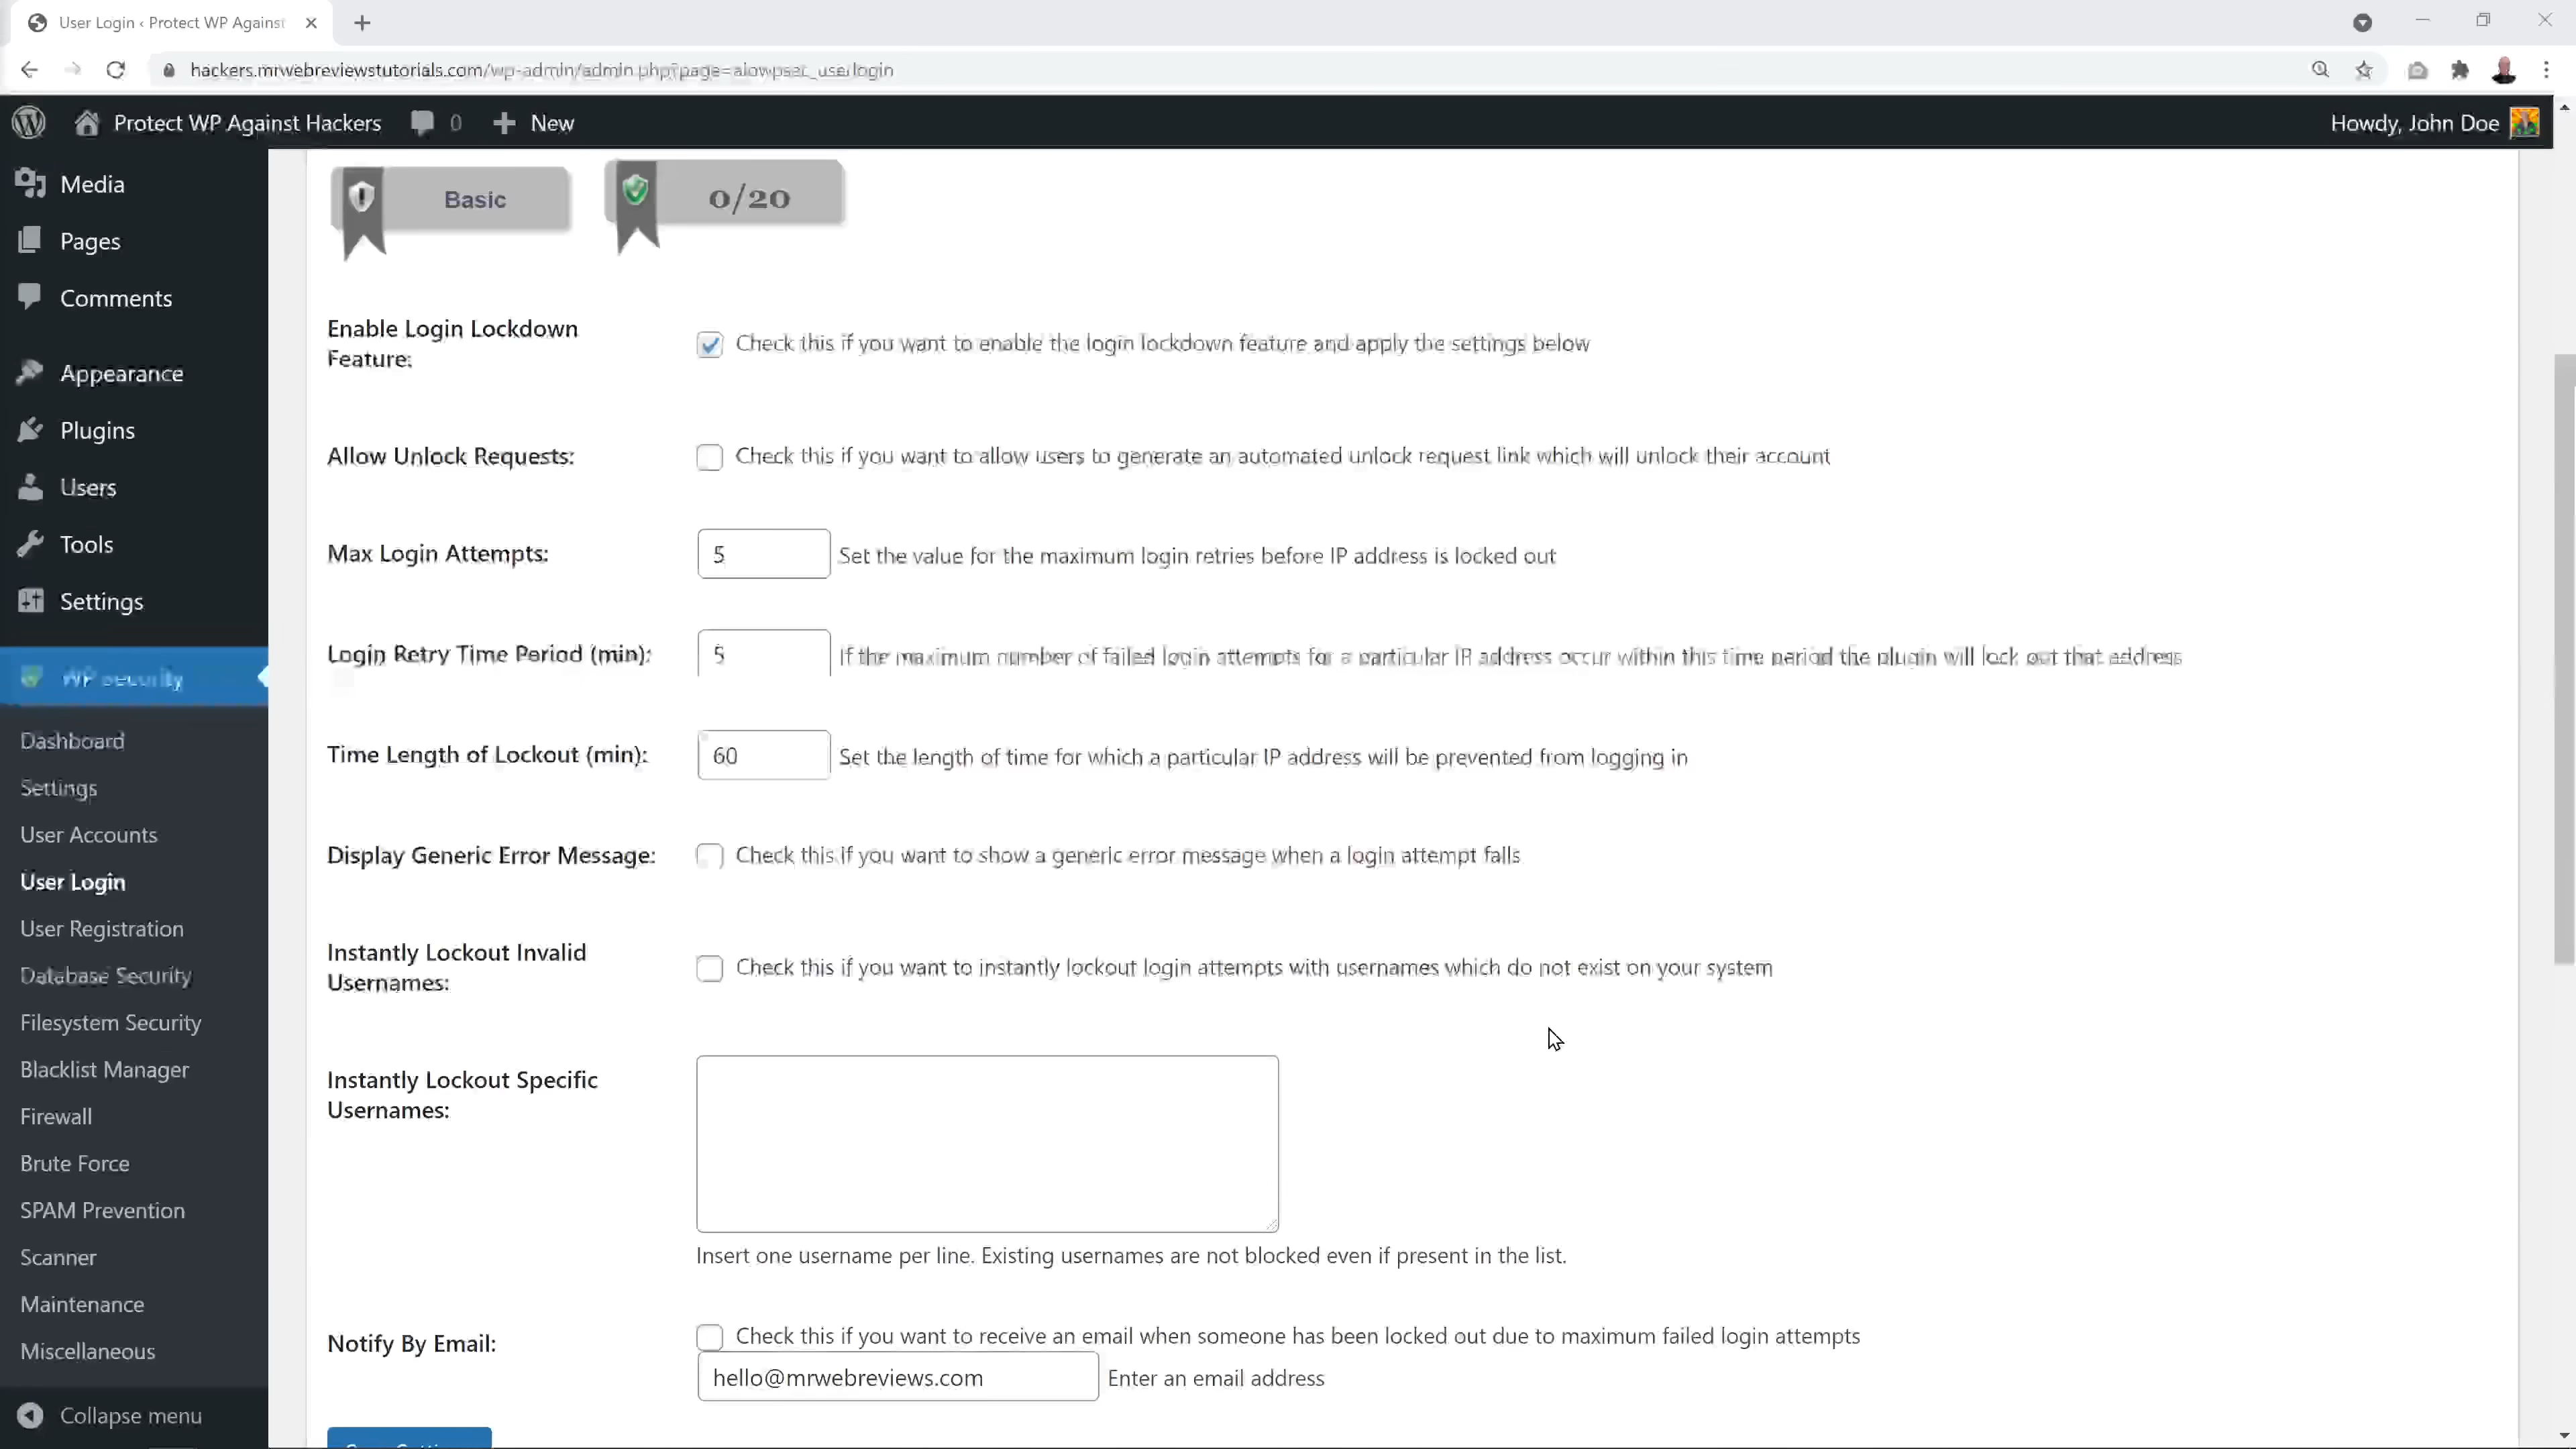 User Login ‹ Protect WP Against
hackers.mrwebreviewstutorials.com/wp-admin/admin.php?page=aiowpsec_userlogin
Protect WP Against Hackers 0 New
Howdy, John Doe
Media
Pages
Comments
Appearance
Plugins
Users
Tools
Settings
WP Security
Dashboard
Settings
User Accounts
User Login
User Registration
Database Security
Filesystem Security
Blacklist Manager
Firewall
Brute Force
SPAM Prevention
Scanner
Maintenance
Miscellaneous
Collapse menu
Basic
0/20
Enable Login Lockdown
Feature:
Check this if you want to enable the login lockdown feature and apply the settings below
Allow Unlock Requests:
Check this if you want to allow users to generate an automated unlock request link which will unlock their account
Max Login Attempts:
5 Set the value for the maximum login retries before IP address is locked out
Login Retry Time Period (min):
5 If the maximum number of failed login attempts for a particular IP address occur within this time period the plugin will lock out that address
Time Length of Lockout (min):
60 Set the length of time for which a particular IP address will be prevented from logging in
Display Generic Error Message:
Check this if you want to show a generic error message when a login attempt fails
Instantly Lockout Invalid
Usernames:
Check this if you want to instantly lockout login attempts with usernames which do not exist on your system
Instantly Lockout Specific
Usernames:
Insert one username per line. Existing usernames are not blocked even if present in the list.
Notify By Email:
Check this if you want to receive an email when someone has been locked out due to maximum failed login attempts
hello@mrwebreviews.com Enter an email address